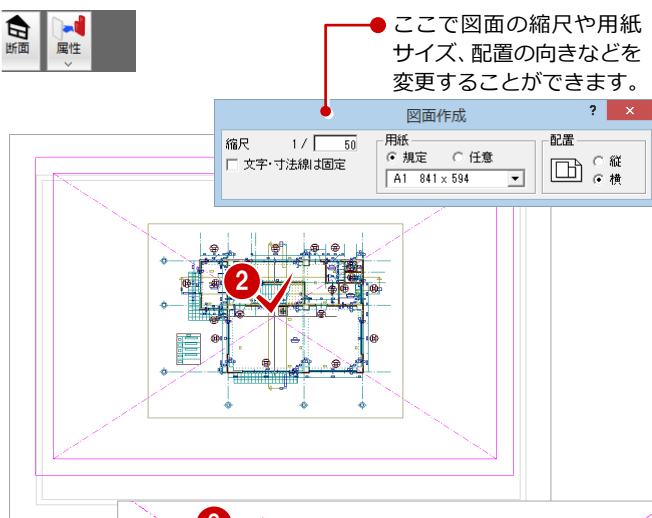 断面
属性
ここで図面の縮尺や用紙
サイズ、配置の向きなどを
変更することができます。
図面作成
?
×
縮尺 1 / 50
文字・寸法線は固定
用紙
規定 任意
A1 841 × 594
配置
縦
横
2